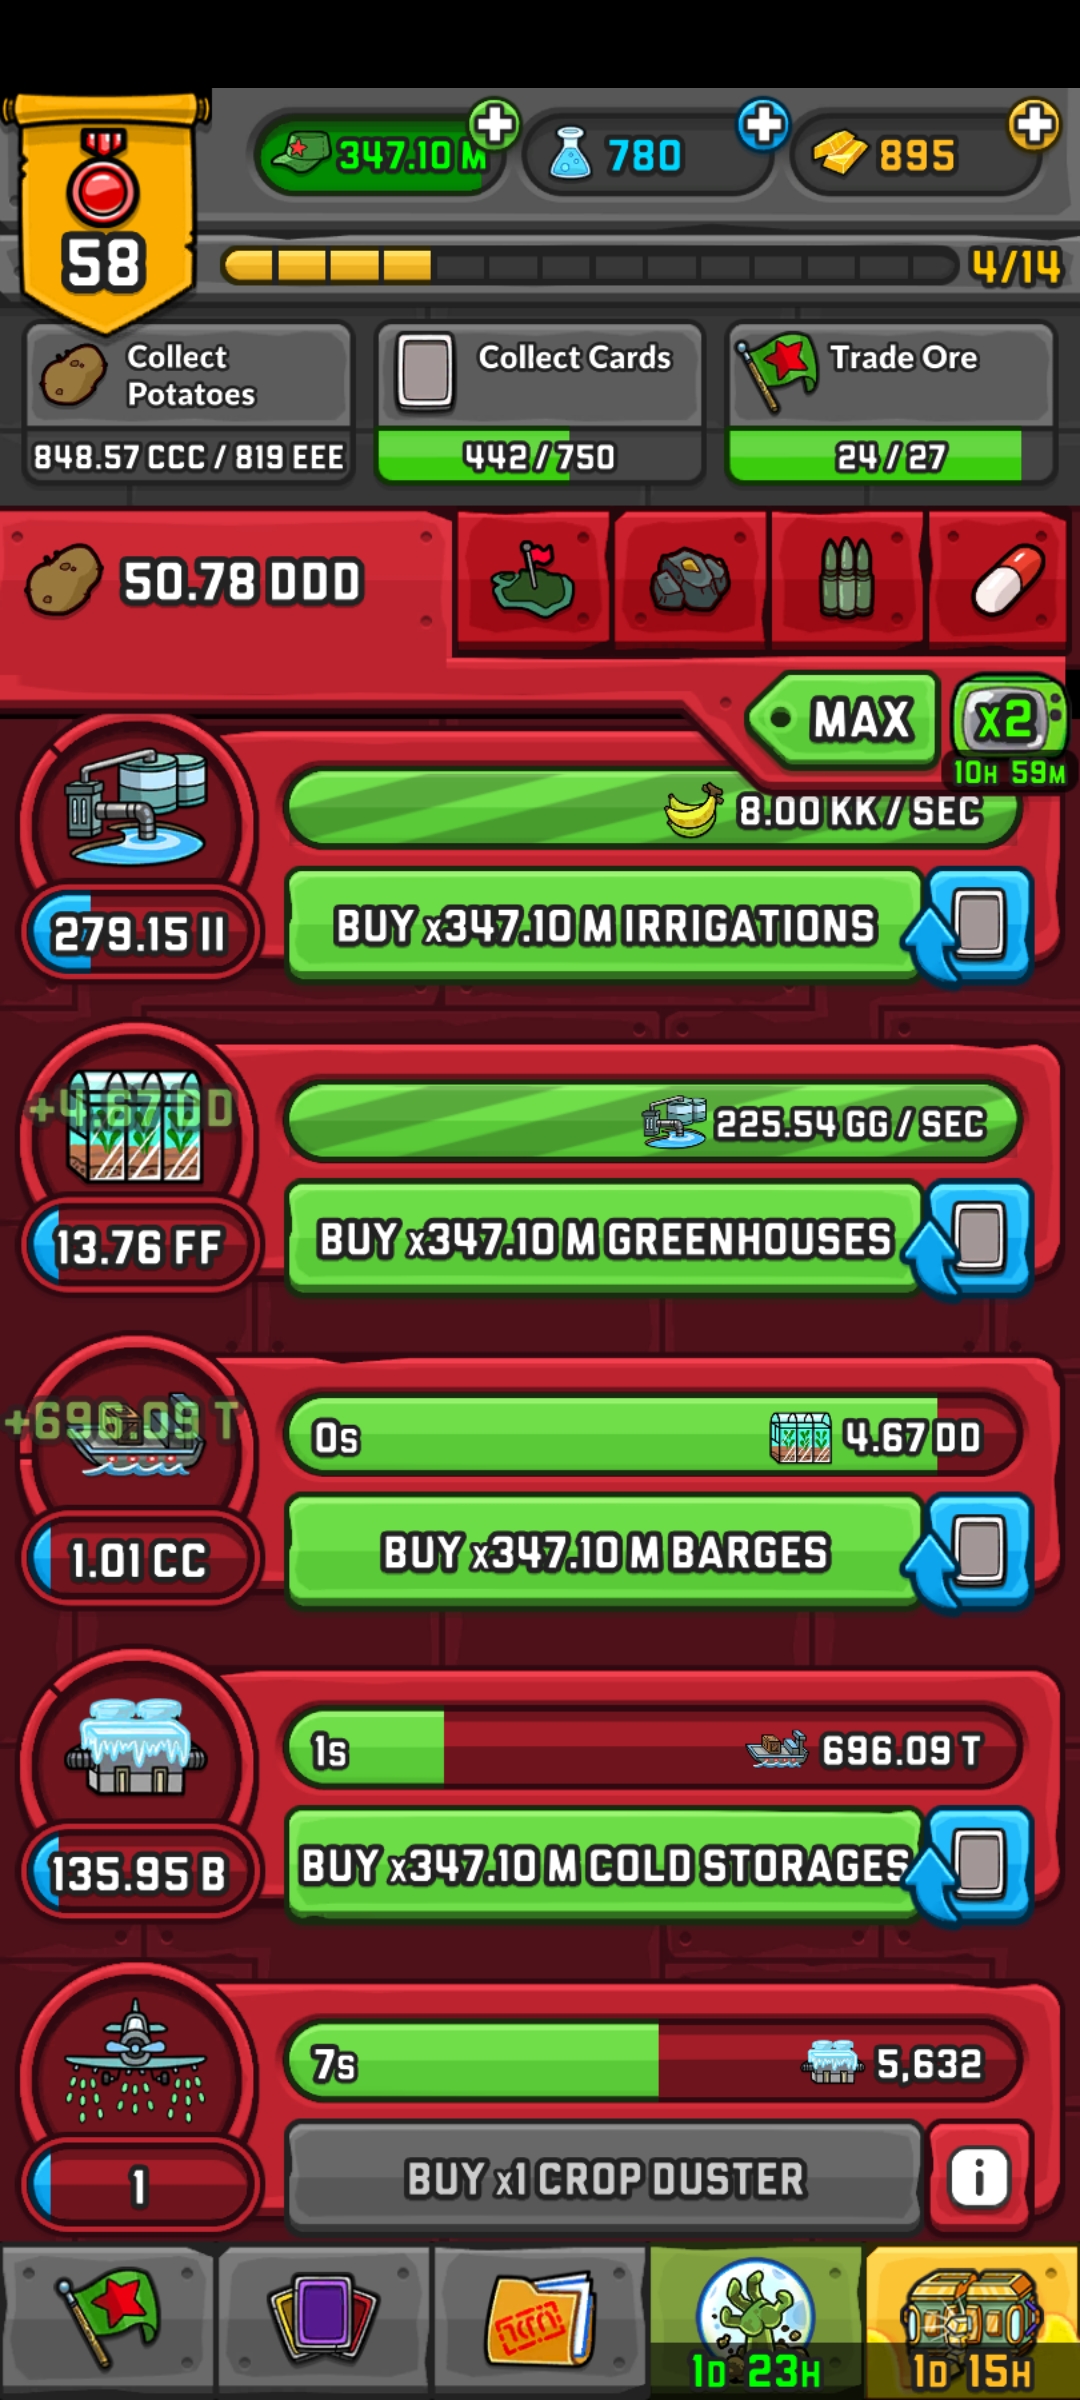 347.10 M
780
895
58
4/14
Collect
Potatoes
848.57 CCC / 819 EEE
Collect Cards
442/750
Trade Ore
24/27
50.78 DDD
MAX
x2
10H 59M
8.00 KK / SEC
279.15 II
BUY x347.10 M IRRIGATIONS
+4.67 DD
225.54 GG / SEC
13.76 FF
BUY x347.10 M GREENHOUSES
+696.09 T
0s
4.67 DD
1.01 CC
BUY x347.10 M BARGES
1s
696.09 T
135.95 B
BUY x347.10 M COLD STORAGES
7s
5,632
1
BUY x1 CROP DUSTER
i
1D 23H
1D 15H